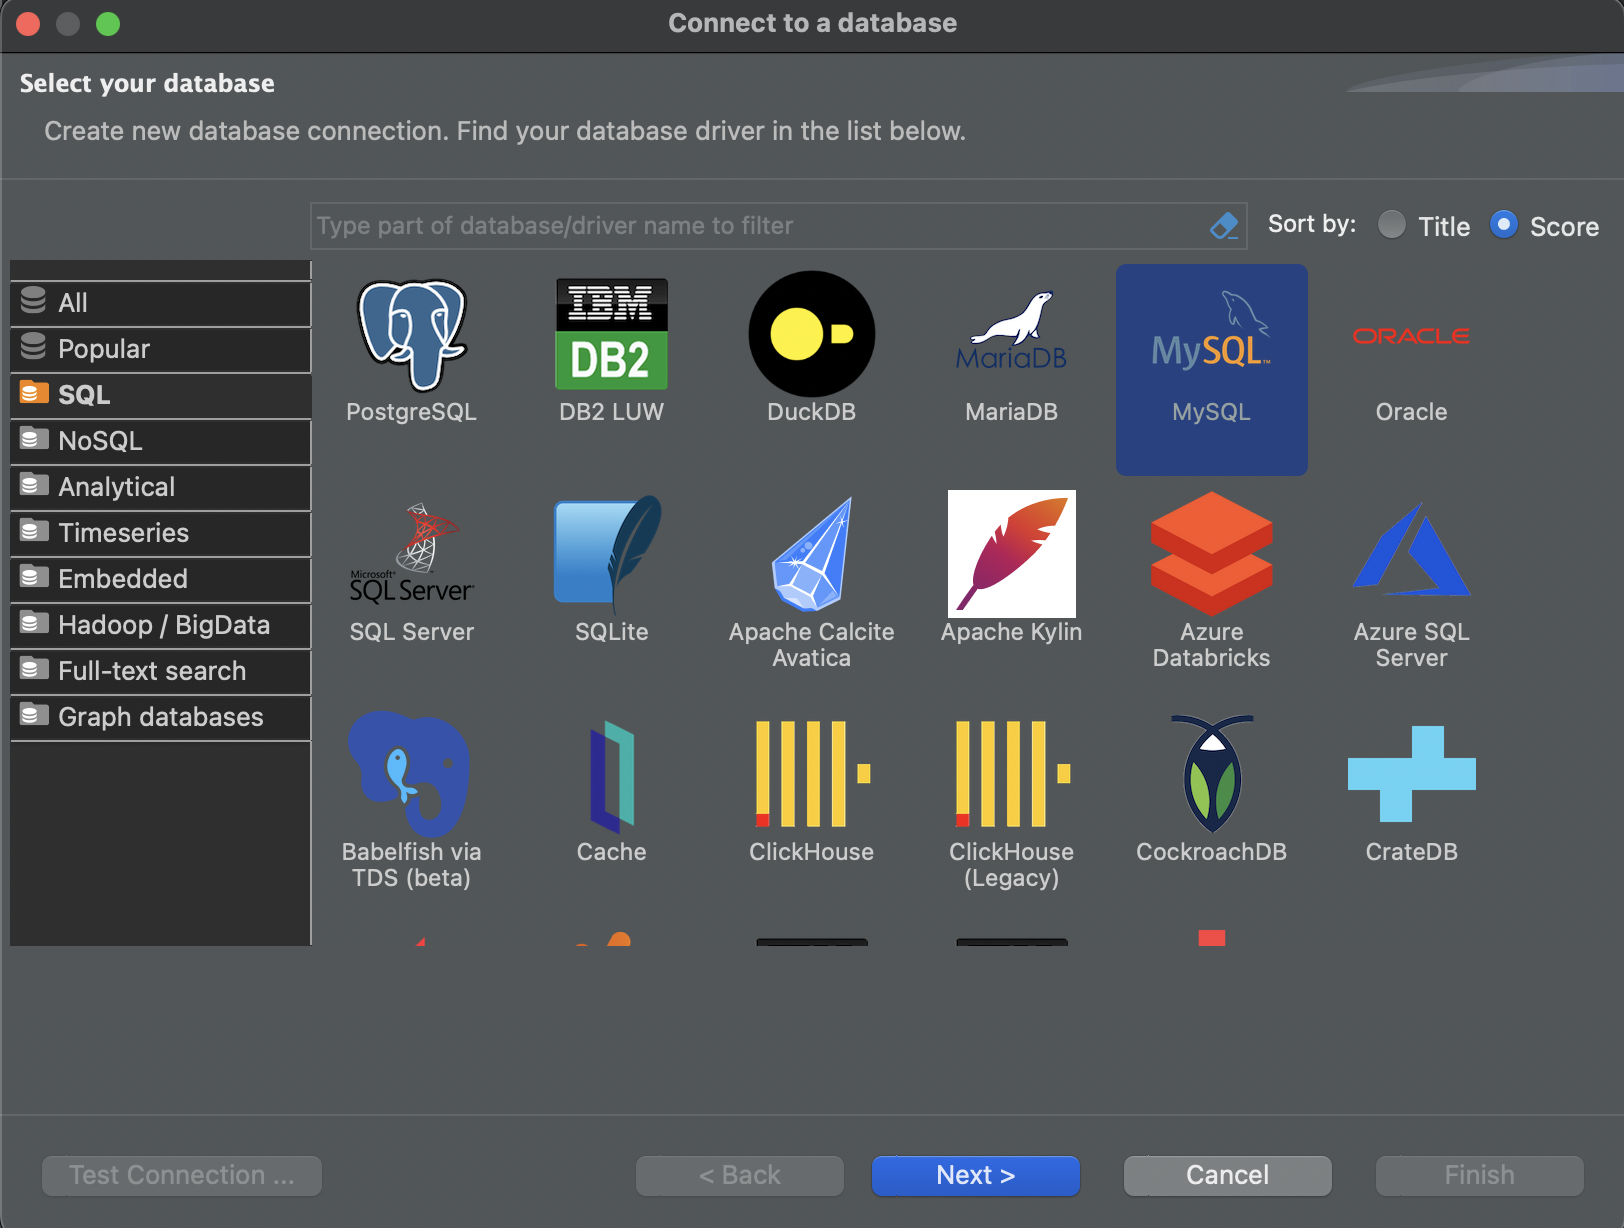 Connect to a database
Select your database
Create new database connection. Find your database driver in the list below.
Type part of database/driver name to filter
Sort by:
Title
Score
All
Popular
SQL
NoSQL
Analytical
Timeseries
Embedded
Hadoop / BigData
Full-text search
Graph databases
PostgreSQL
IBM
DB2
DB2 LUW
DuckDB
MariaDB
MariaDB
MySQL™
MySQL
ORACLE
Oracle
Microsoft®
SQL Server®
SQL Server
SQLite
Apache Calcite
Avatica
Apache Kylin
Azure
Databricks
Azure SQL
Server
Babelfish via
TDS (beta)
Cache
ClickHouse
ClickHouse
(Legacy)
CockroachDB
CrateDB
Test Connection ...
< Back
Next >
Cancel
Finish